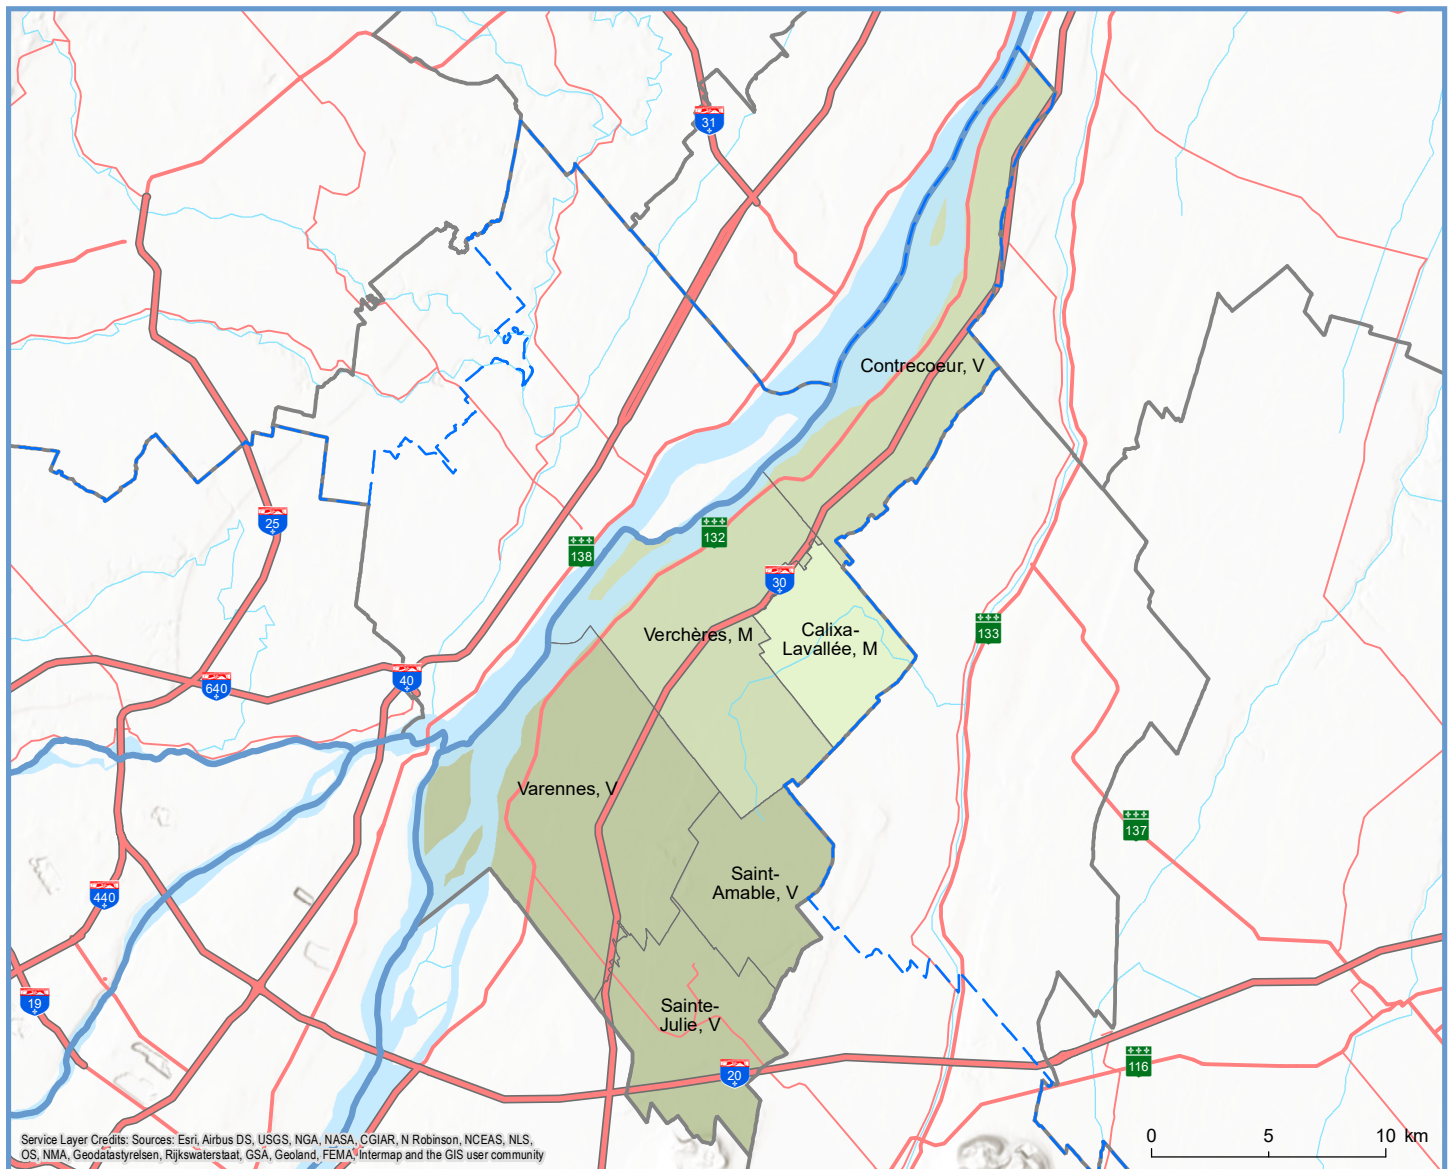 31
Contrecoeur, V
25
138
132
30
Verchères, M
Calixa-
Lavallée, M
133
640
40
Varennes, V
137
Saint-
Amable, V
440
19
Sainte-
Julie, V
20
116
Service Layer Credits: Sources: Esri, Airbus DS, USGS, NGA, NASA, CGIAR, N Robinson, NCEAS, NLS,
OS, NMA, Geodatastyrelsen, Rijkswaterstaat, GSA, Geoland, FEMA, Intermap and the GIS user community
0 5 10 km